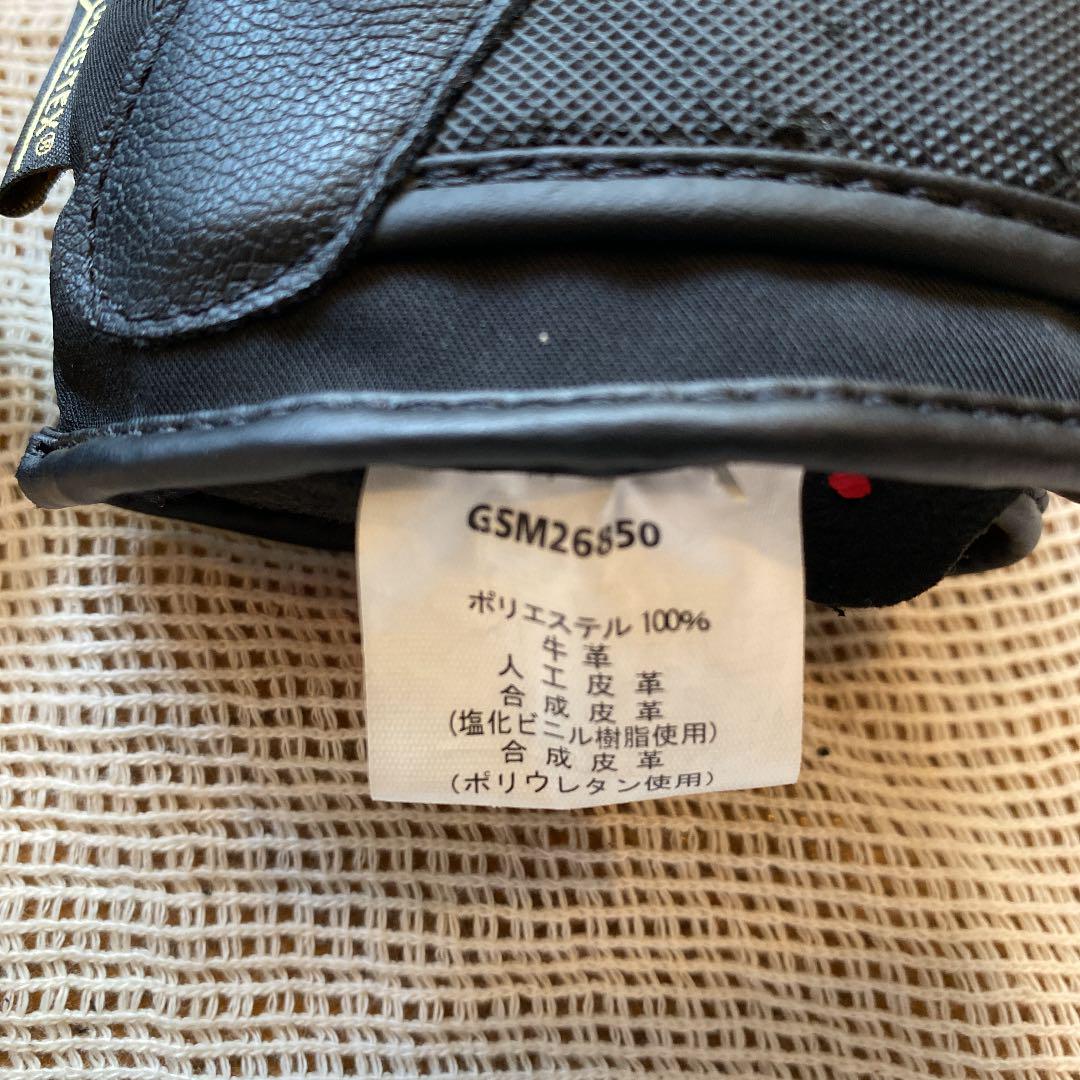 GORE-TEX®
GSM26850
ポリエステル 100%
牛革
人工皮革
合成皮革
(塩化ビニル樹脂使用)
合成皮革
(ポリウレタン使用)